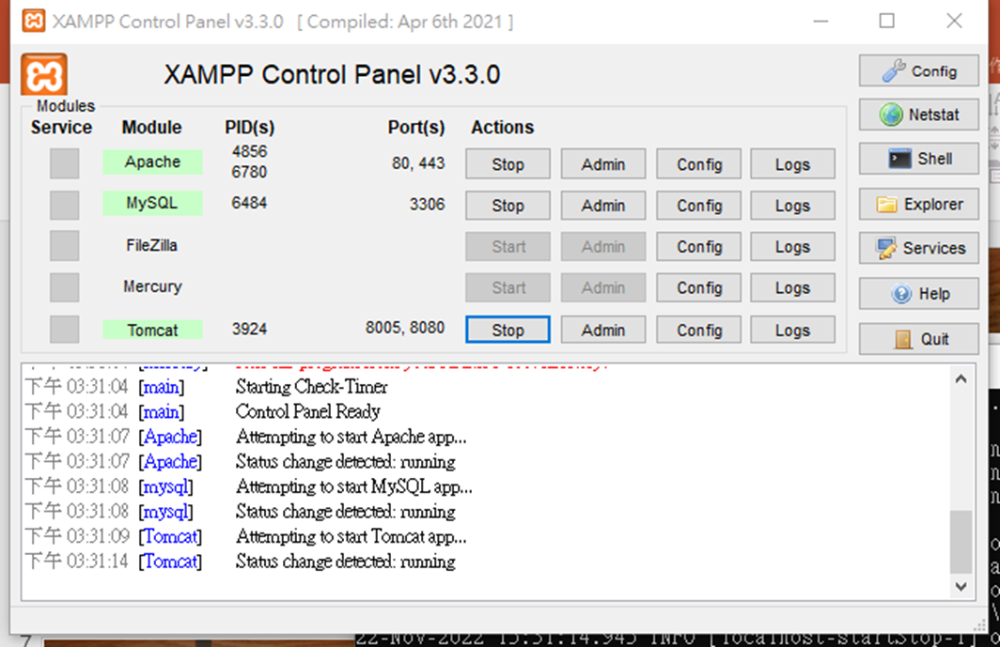 XAMPP Control Panel v3.3.0 [ Compiled: Apr 6th 2021 ]
XAMPP Control Panel v3.3.0
Config
Modules
Service Module PID(s) Port(s) Actions
Netstat
Apache 4856 6780 80, 443 Stop Admin Config Logs
Shell
MySQL 6484 3306 Stop Admin Config Logs
Explorer
FileZilla Start Admin Config Logs
Services
Mercury Start Admin Config Logs
Help
Tomcat 3924 8005, 8080 Stop Admin Config Logs
Quit
下午 03:31:04 [main] Starting Check-Timer
下午 03:31:04 [main] Control Panel Ready
下午 03:31:07 [Apache] Attempting to start Apache app...
下午 03:31:07 [Apache] Status change detected: running
下午 03:31:08 [mysql] Attempting to start MySQL app...
下午 03:31:08 [mysql] Status change detected: running
下午 03:31:09 [Tomcat] Attempting to start Tomcat app...
下午 03:31:14 [Tomcat] Status change detected: running
22-Nov-2022 15:31:14.945 INFO [localhost-startStop-1]